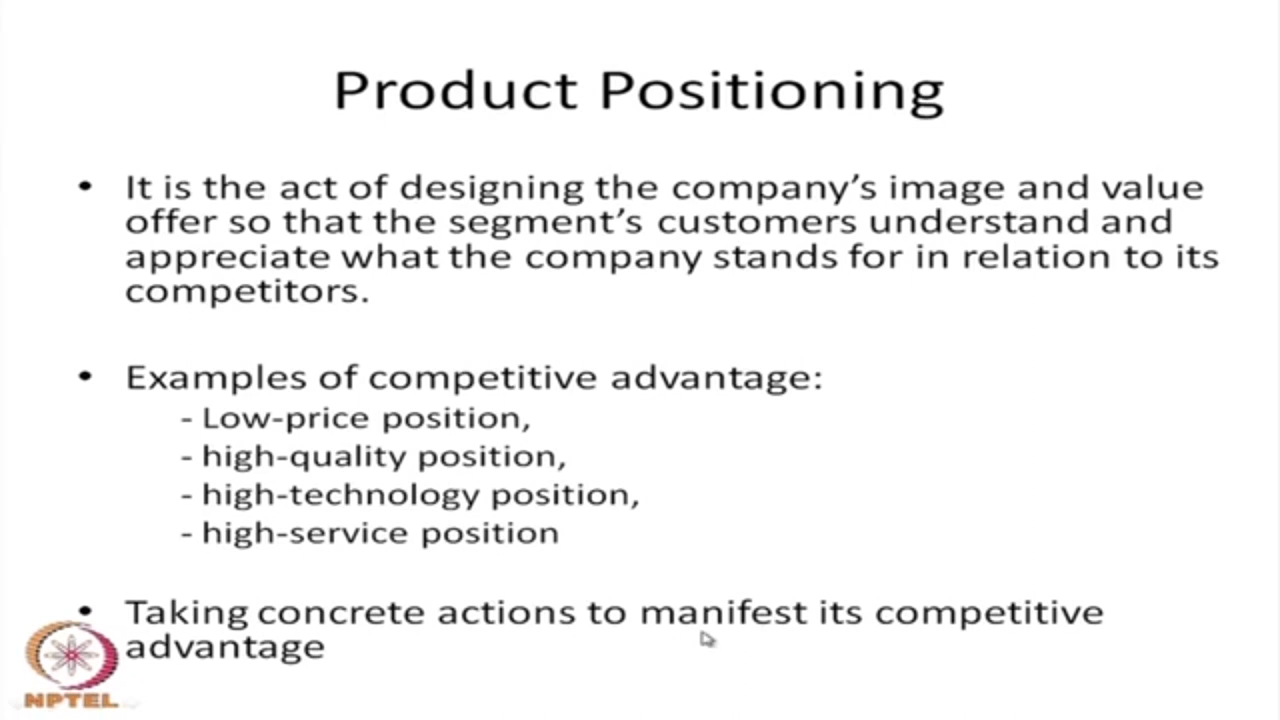 Product Positioning
• It is the act of designing the company's image and value
offer so that the segment's customers understand and
appreciate what the company stands for in relation to its
competitors.
• Examples of competitive advantage:
- Low-price position,
- high-quality position,
- high-technology position,
- high-service position
• Taking concrete actions to manifest its competitive
advantage
NPTEL